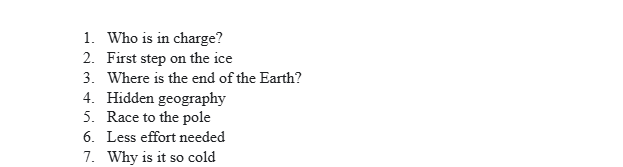 1. Who is in charge?
2. First step on the ice
3. Where is the end of the Earth?
4. Hidden geography
5. Race to the pole
6. Less effort needed
7. Why is it so cold